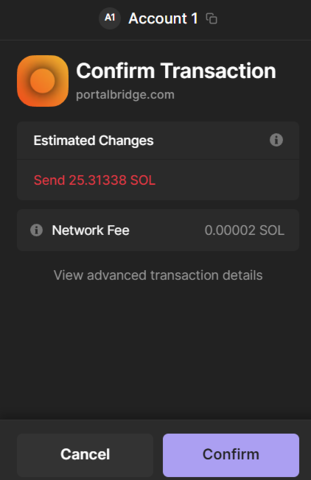 A1 Account 1
Confirm Transaction
portalbridge.com
Estimated Changes
Send 25.31338 SOL
Network Fee 0.00002 SOL
View advanced transaction details
Cancel Confirm